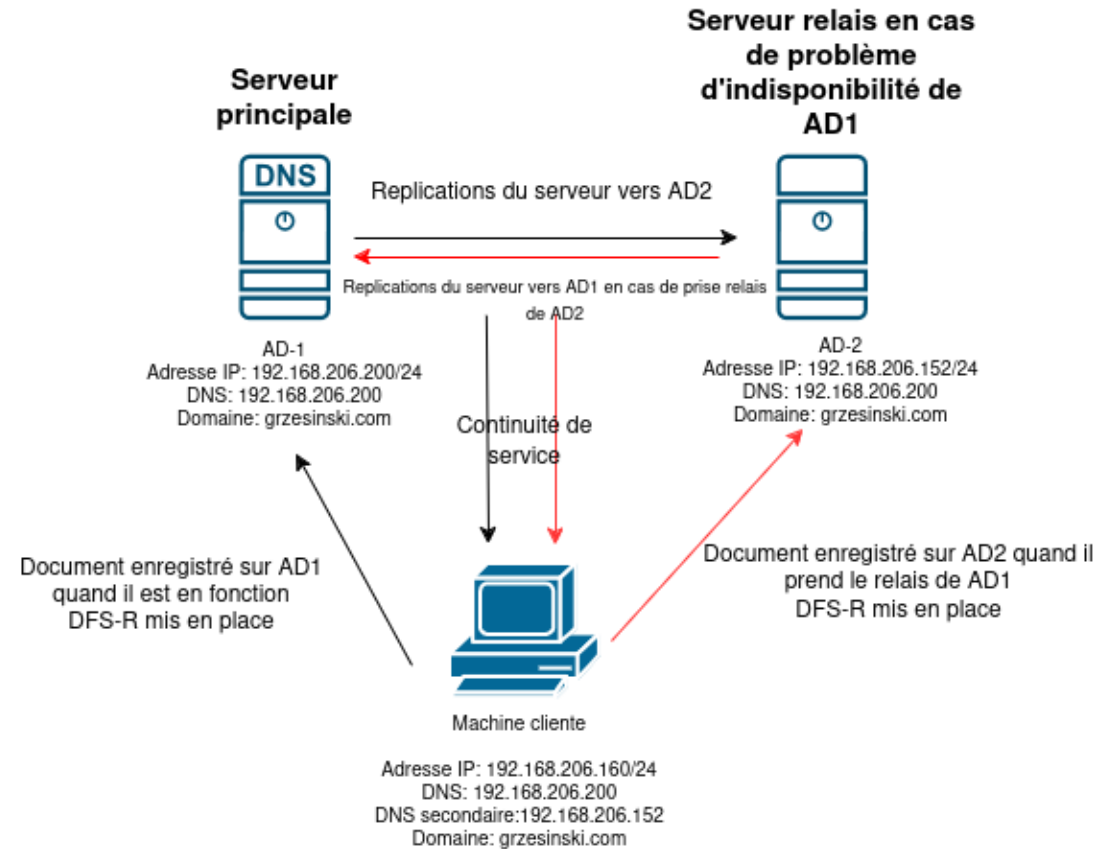 Serveur relais en cas
de problème
d'indisponibilité de
AD1
Serveur
principale
DNS
Replications du serveur vers AD2
Replications du serveur vers AD1 en cas de prise relais
de AD2
AD-1
Adresse IP: 192.168.206.200/24
DNS: 192.168.206.200
Domaine: grzesinski.com
AD-2
Adresse IP: 192.168.206.152/24
DNS: 192.168.206.200
Domaine: grzesinski.com
Continuité de
service
Document enregistré sur AD1
quand il est en fonction
DFS-R mis en place
Document enregistré sur AD2 quand il
prend le relais de AD1
DFS-R mis en place
Machine cliente
Adresse IP: 192.168.206.160/24
DNS: 192.168.206.200
DNS secondaire:192.168.206.152
Domaine: grzesinski.com